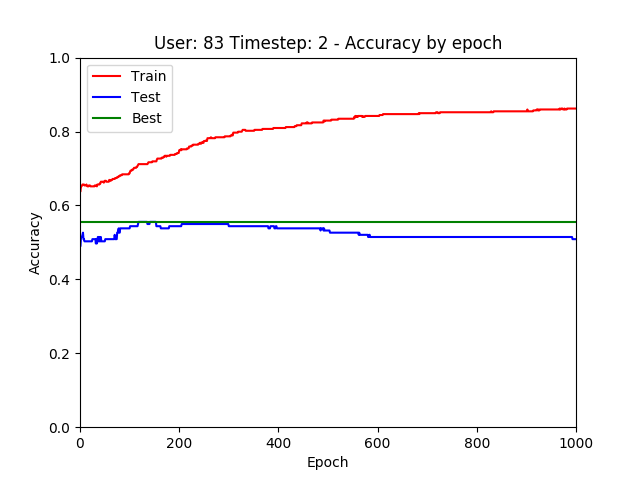 User: 83 Timestep: 2 - Accuracy by epoch
1.0
Train
Test
Best
0.8
0.6
Accuracy
0.4
0.2
0.0
0 200 400 600 800 1000
Epoch